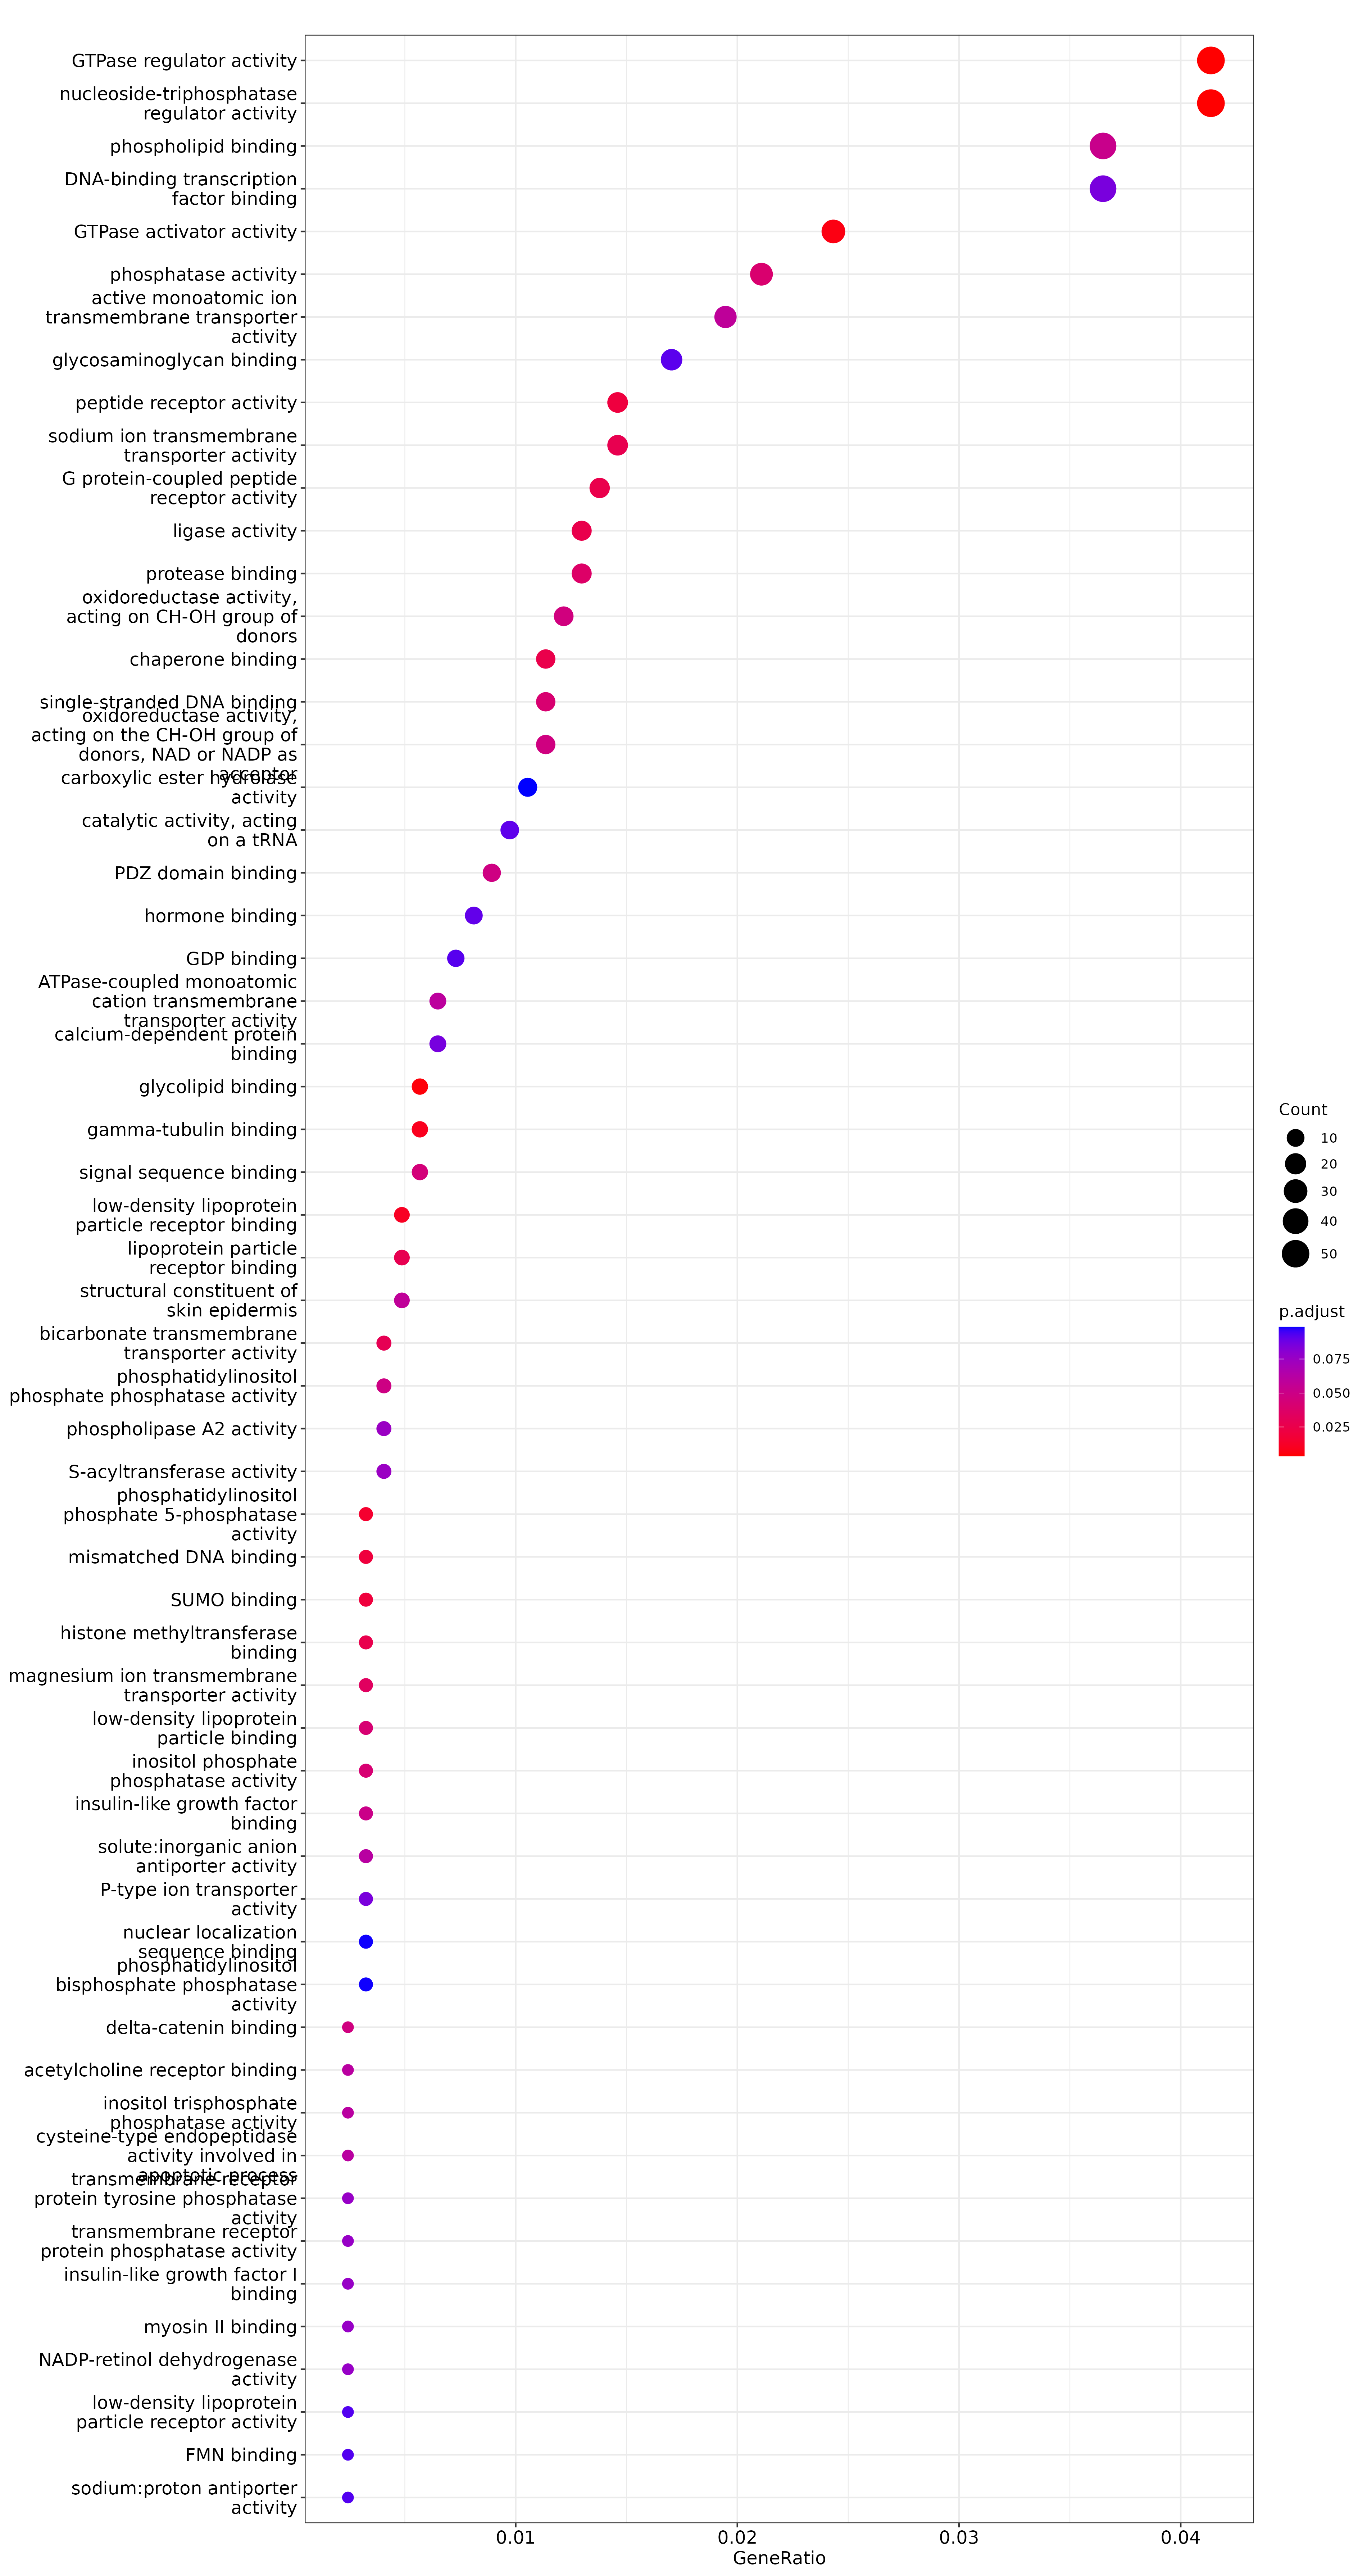 GTPase regulator activity
nucleoside-triphosphatase
regulator activity
phospholipid binding
DNA-binding transcription
factor binding
GTPase activator activity
phosphatase activity
active monoatomic ion
transmembrane transporter
activity
glycosaminoglycan binding
peptide receptor activity
sodium ion transmembrane
transporter activity
G protein-coupled peptide
receptor activity
ligase activity
protease binding
oxidoreductase activity,
acting on CH-OH group of
donors
chaperone binding
single-stranded DNA binding
oxidoreductase activity,
acting on the CH-OH group of
donors, NAD or NADP as
acceptor
carboxylic ester hydrolase
activity
catalytic activity, acting
on a tRNA
PDZ domain binding
hormone binding
GDP binding
ATPase-coupled monoatomic
cation transmembrane
transporter activity
calcium-dependent protein
binding
glycolipid binding
gamma-tubulin binding
signal sequence binding
low-density lipoprotein
particle receptor binding
lipoprotein particle
receptor binding
structural constituent of
skin epidermis
bicarbonate transmembrane
transporter activity
phosphatidylinositol
phosphate phosphatase activity
phospholipase A2 activity
S-acyltransferase activity
phosphatidylinositol
phosphate 5-phosphatase
activity
mismatched DNA binding
SUMO binding
histone methyltransferase
binding
magnesium ion transmembrane
transporter activity
low-density lipoprotein
particle binding
inositol phosphate
phosphatase activity
insulin-like growth factor
binding
solute:inorganic anion
antiporter activity
P-type ion transporter
activity
nuclear localization
sequence binding
phosphatidylinositol
bisphosphate phosphatase
activity
delta-catenin binding
acetylcholine receptor binding
inositol trisphosphate
phosphatase activity
cysteine-type endopeptidase
activity involved in
apoptotic process
transmembrane receptor
protein tyrosine phosphatase
activity
transmembrane receptor
protein phosphatase activity
insulin-like growth factor I
binding
myosin II binding
NADP-retinol dehydrogenase
activity
low-density lipoprotein
particle receptor activity
FMN binding
sodium:proton antiporter
activity
0.01
0.02
0.03
0.04
GeneRatio
Count
10
20
30
40
50
p.adjust
0.075
0.050
0.025